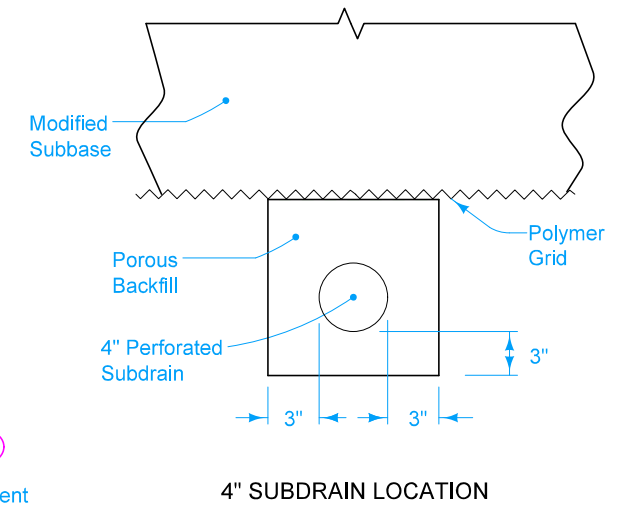 Modified
Subbase
Polymer
Grid
Porous
Backfill
4" Perforated
Subdrain
3"
3"
3"
ent
4" SUBDRAIN LOCATION